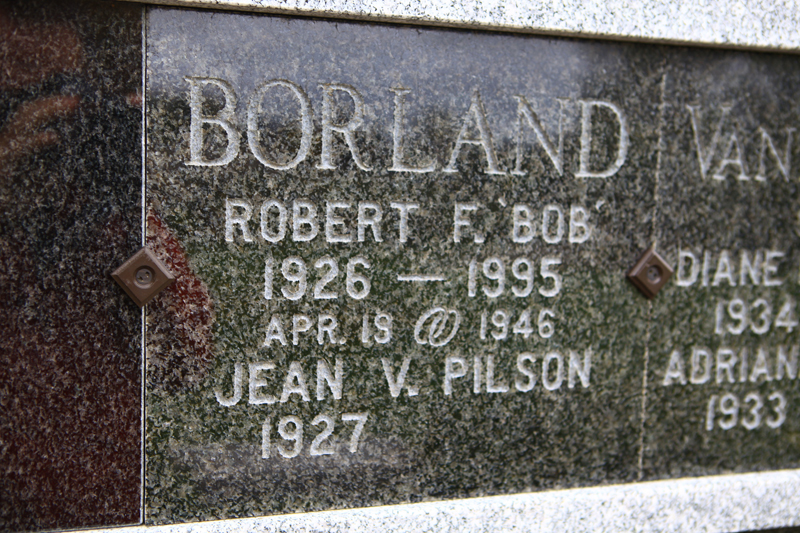 BORLAND
ROBERT F. 'BOB'
1926 — 1995
APR. 19 1946
JEAN V. PILSON
1927
VAN
DIANE
1934
ADRIAN
1933